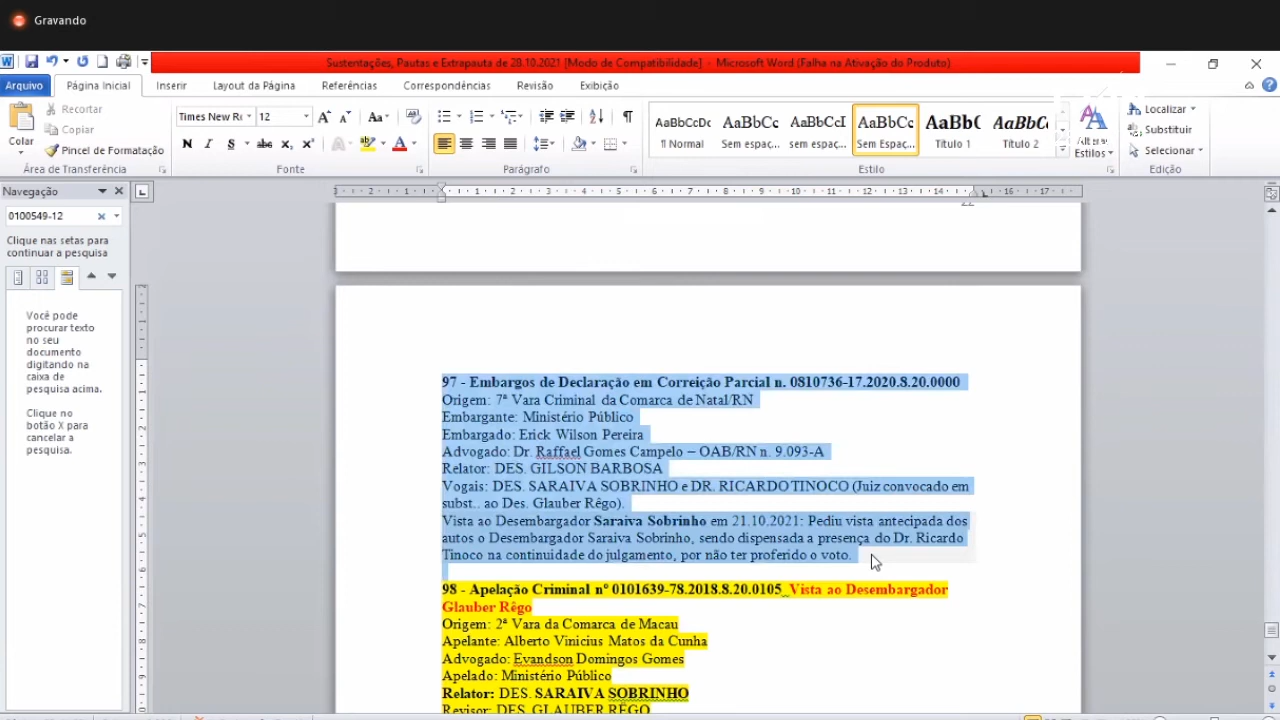 Gravando
Sustentações, Pautas e Extrapauta de 28.10.2021 [Modo de Compatibilidade] - Microsoft Word (Falha na Ativação do Produto)
Arquivo Página Inicial Inserir Layout da Página Referências Correspondências Revisão Exibição
Colar
Recortar
Copiar
Pincel de Formatação
Área de Transferência
Times New Ro 12
N I S abc
Fonte
Parágrafo
AaBbCcDc AaBbCc AaBbCcI AaBbCc AaBb( AaBbCc
¶ Normal Sem espaç... sem espaç... Sem Espaç... Título 1 Título 2
Estilos
Estilo
Localizar
Substituir
Selecionar
Edição
Navegação
0100549-12
Clique nas setas para
continuar a pesquisa
Você pode
procurar texto
no seu
documento
digitando na
caixa de
pesquisa acima.
Clique no
botão X para
cancelar a
pesquisa.
97 - Embargos de Declaração em Correição Parcial n. 0810736-17.2020.8.20.0000
Origem: 7ª Vara Criminal da Comarca de Natal/RN
Embargante: Ministério Público
Embargado: Erick Wilson Pereira
Advogado: Dr. Raffael Gomes Campelo – OAB/RN n. 9.093-A
Relator: DES. GILSON BARBOSA
Vogais: DES. SARAIVA SOBRINHO e DR. RICARDO TINOCO (Juiz convocado em
subst.. ao Des. Glauber Rêgo).
Vista ao Desembargador Saraiva Sobrinho em 21.10.2021: Pediu vista antecipada dos
autos o Desembargador Saraiva Sobrinho, sendo dispensada a presença do Dr. Ricardo
Tinoco na continuidade do julgamento, por não ter proferido o voto.
98 - Apelação Criminal nº 0101639-78.2018.8.20.0105 Vista ao Desembargador
Glauber Rêgo
Origem: 2ª Vara da Comarca de Macau
Apelante: Alberto Vinicius Matos da Cunha
Advogado: Evandson Domingos Gomes
Apelado: Ministério Público
Relator: DES. SARAIVA SOBRINHO
Revisor: DES. GLAUBER RÊGO